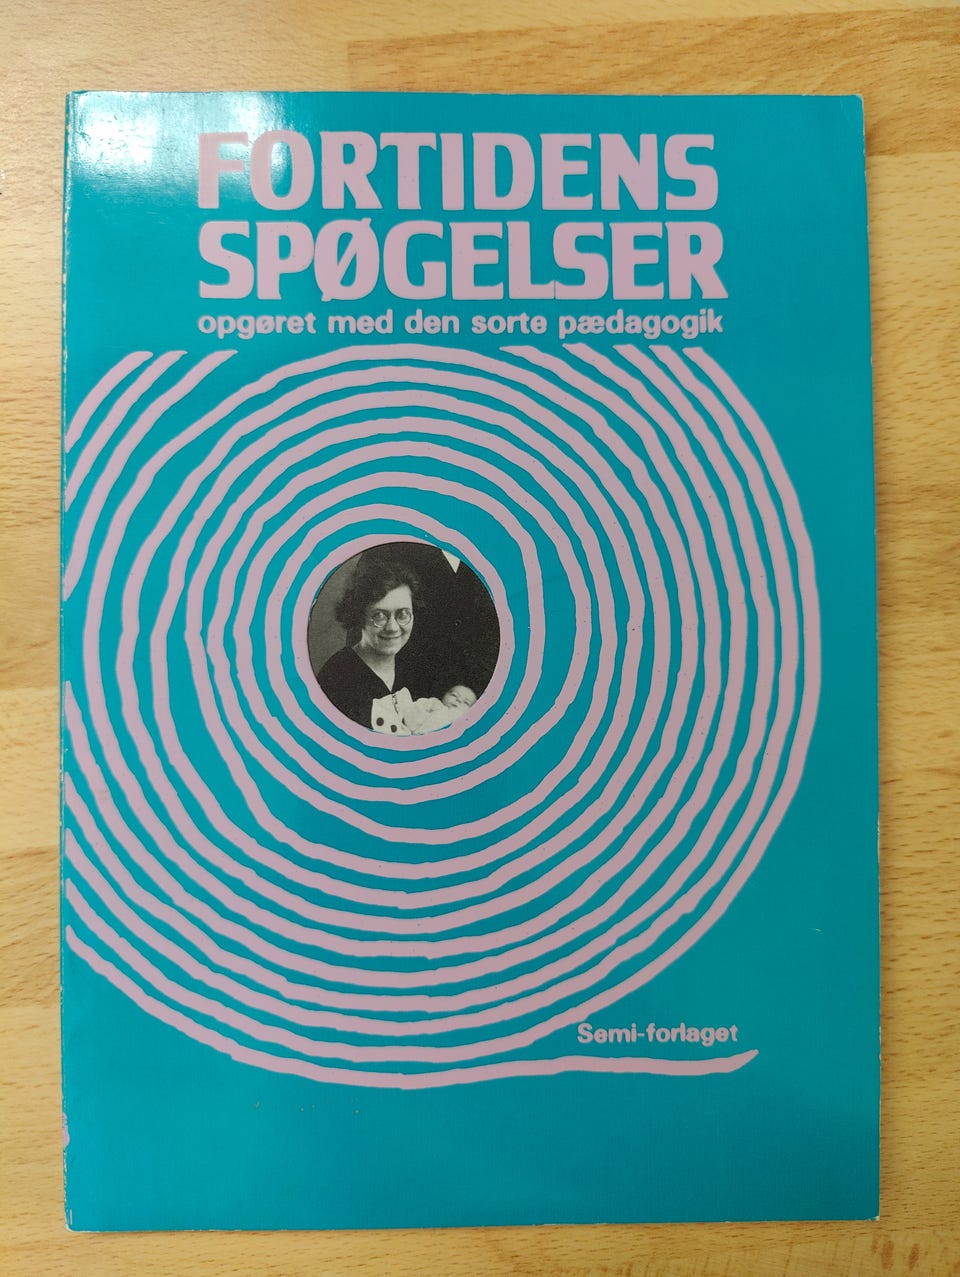 FORTIDENS
SPØGELSER
opgøret med den sorte pædagogik
Semi-forlaget